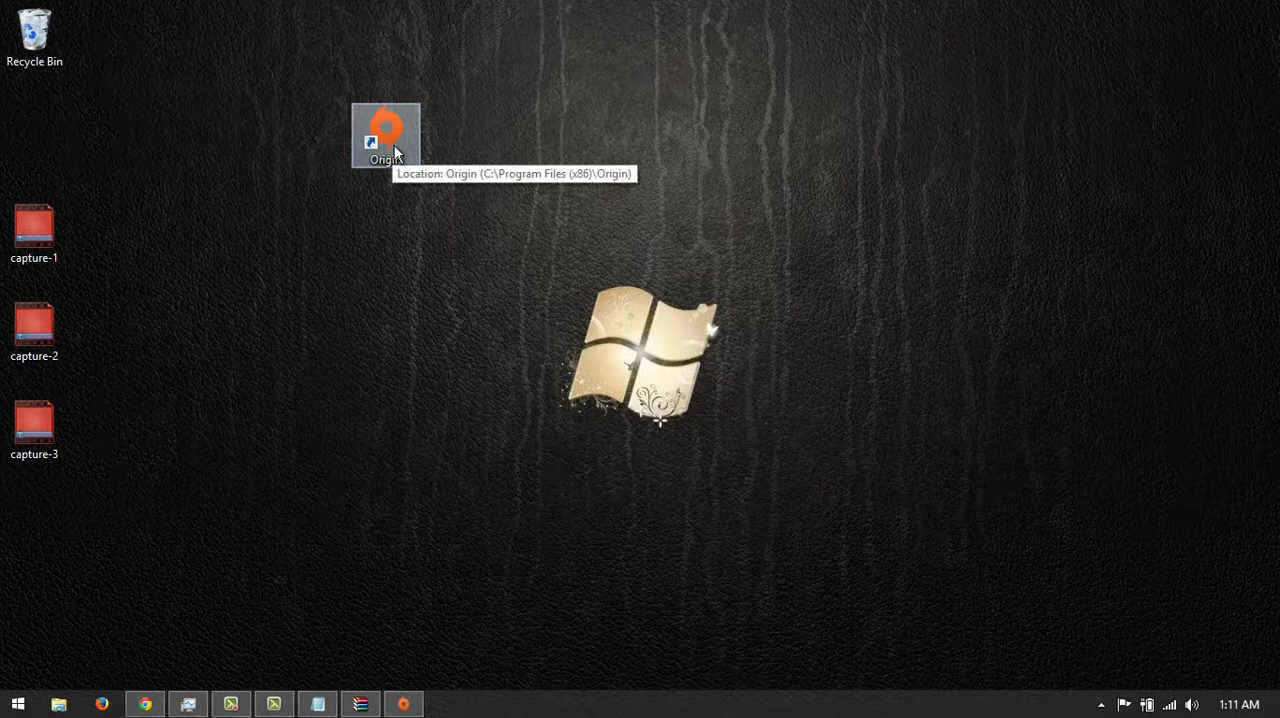 Recycle Bin
Origin
Location: Origin (C:\Program Files (x86)\Origin)
capture-1
capture-2
capture-3
1:11 AM